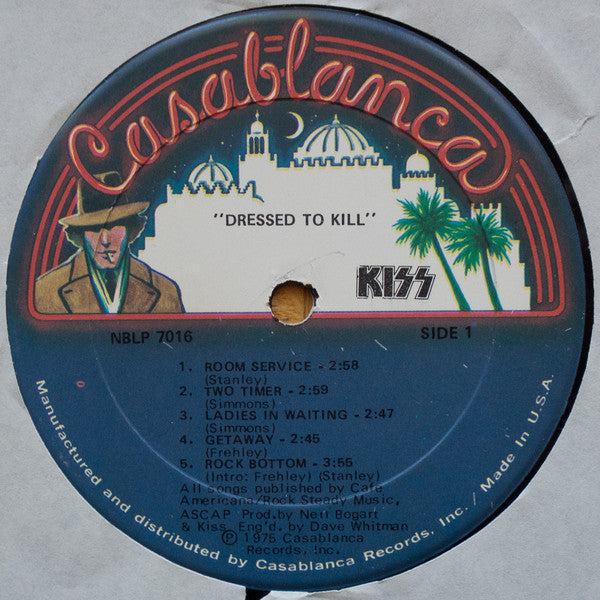 Casablanca
"DRESSED TO KILL"
KISS
NBLP 7016
SIDE 1
1. ROOM SERVICE - 2:58
(Stanley)
2. TWO TIMER - 2:59
(Simmons)
3. LADIES IN WAITING - 2:47
(Simmons)
4. GETAWAY - 2:45
(Frehley)
5. ROCK BOTTOM - 3:55
(Intro: Frehley) (Stanley)
All songs published by Cafe
Americana/Rock Steady Music,
ASCAP Prod.by Neil Bogart
& Kiss Eng'd. by Dave Whitman
Ⓟ 1975 Casablanca
Records, Inc.
Manufactured and distributed by Casablanca Records, Inc. / Made In U.S.A.